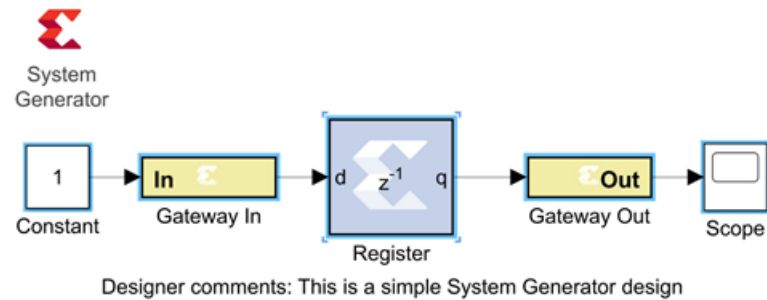 System
Generator
1
In
d
z-1
q
Out
Constant
Gateway In
Register
Gateway Out
Scope
Designer comments: This is a simple System Generator design